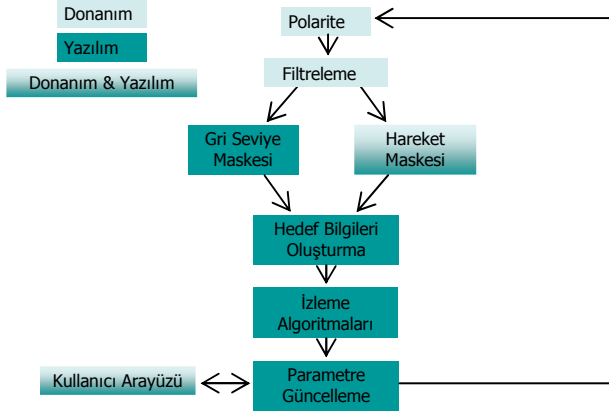 Donanım
Yazılım
Donanım & Yazılım
Polarite
Filtreleme
Gri Seviye
Maskesi
Hareket
Maskesi
Hedef Bilgileri
Oluşturma
İzleme
Algoritmaları
Kullanıcı Arayüzü
Parametre
Güncelleme